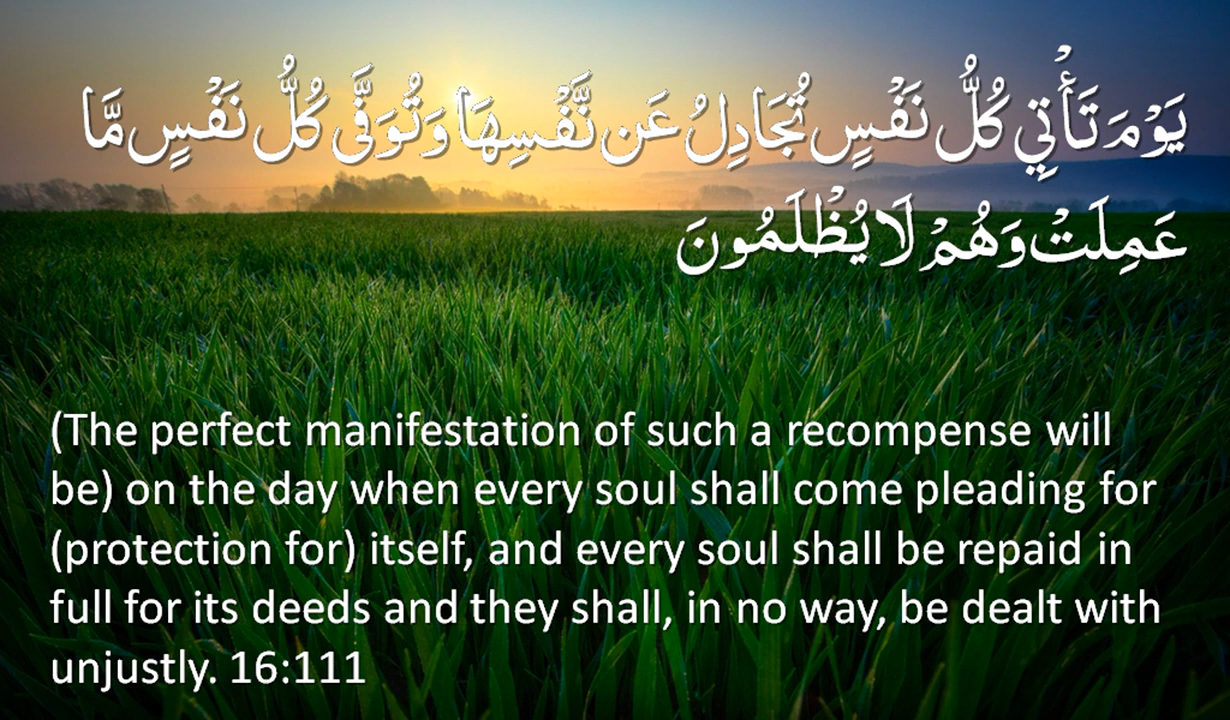 يَوْمَ تَأْتِي كُلُّ نَفْسٍ تُجَادِلُ عَن نَّفْسِهَا وَتُوَفَّى كُلُّ نَفْسٍ مَّا
عَمِلَتْ وَهُمْ لَا يُظْلَمُونَ
(The perfect manifestation of such a recompense will
be) on the day when every soul shall come pleading for
(protection for) itself, and every soul shall be repaid in
full for its deeds and they shall, in no way, be dealt with
unjustly. 16:111